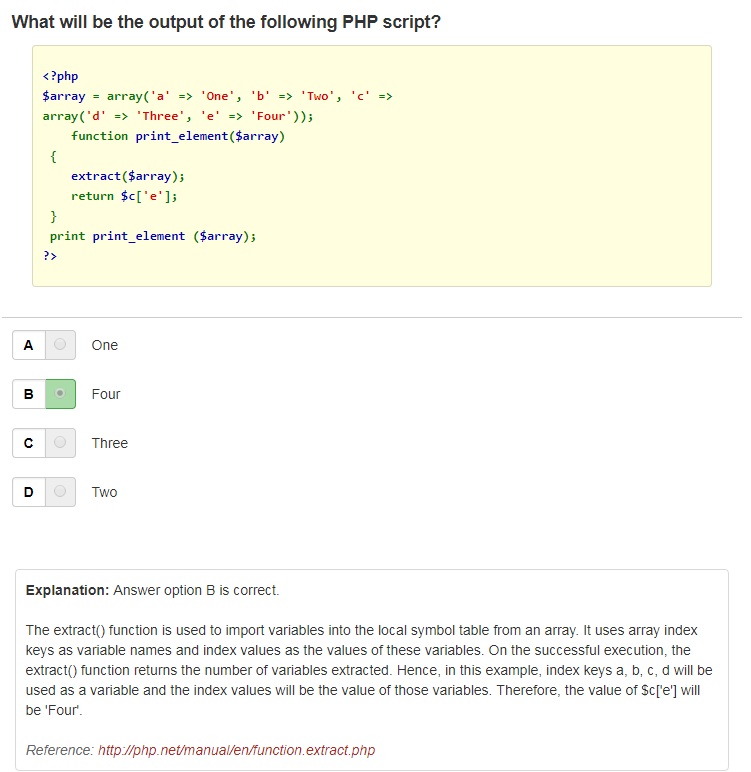 What will be the output of the following PHP script?
<?php
$array = array('a' => 'One', 'b' => 'Two', 'c' =>
array('d' => 'Three', 'e' => 'Four'));
function print_element($array)
{
extract($array);
return $c['e'];
}
print print_element ($array);
?>
A One
B Four
C Three
D Two
Explanation: Answer option B is correct.
The extract() function is used to import variables into the local symbol table from an array. It uses array index
keys as variable names and index values as the values of these variables. On the successful execution, the
extract() function returns the number of variables extracted. Hence, in this example, index keys a, b, c, d will be
used as a variable and the index values will be the value of those variables. Therefore, the value of $c['e'] will
be 'Four'.
Reference: http://php.net/manual/en/function.extract.php